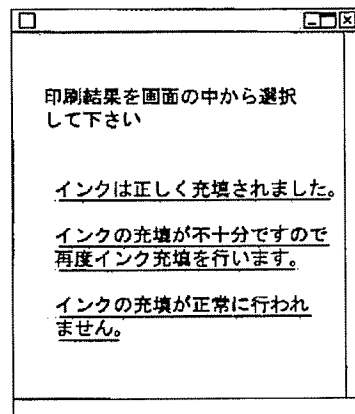 印刷結果を画面の中から選択
して下さい
インクは正しく充填されました。
インクの充填が不十分ですので
再度インク充填を行います。
インクの充填が正常に行われ
ません。